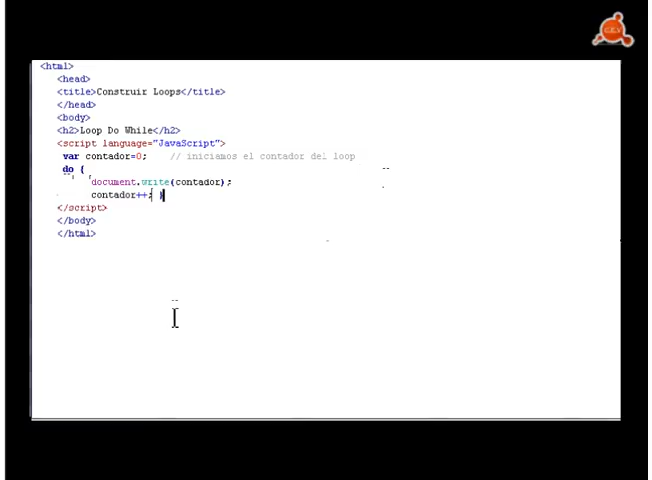 <html>
<head>
<title>Construir Loops</title>
</head>
<body>
<h2>Loop Do While</h2>
<script language="JavaScript">
var contador=0; // iniciamos el contador del loop
do {
document.write(contador);
contador++; }
</script>
</body>
</html>